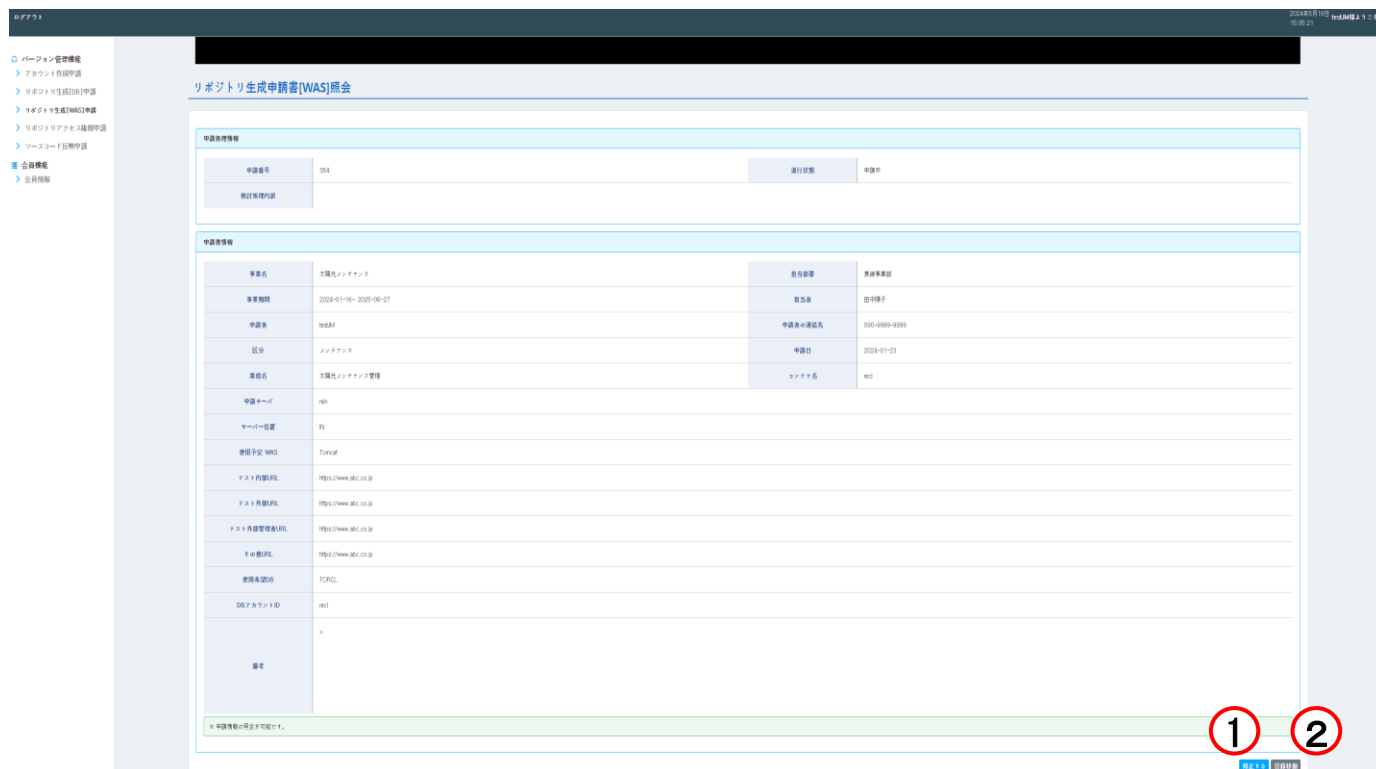 ログアウト
2024年5月16日 testJM様ようこそ
15:05:21
バージョン管理機能
アカウント作成申請
リポジトリ生成[DB]申請
リポジトリ生成[WAS]申請
リポジトリアクセス権限申請
ソースコード反映申請
会員機能
会員情報
リポジトリ生成申請書[WAS]照会
申請処理情報
申請番号 354 進行状態 申請中
検討処理内訳
申請書情報
事業名 太陽光メンテナンス 担当部署
事業期間 2024-01-16~ 2025-06-27 担当者 田中陽子
申請者 testJM 申請者の連絡先 090-9999-9999
区分 メンテナンス 申請日 2024-01-23
業務名 太陽光メンテナンス管理 コンテナ名
申請サーバ min
サーバー位置 IN
使用予定 WAS Tomcat
テスト内部URL https://www.abc.co.jp
テスト外部URL https://www.abc.co.jp
テスト外部管理者URL https://www.abc.co.jp
その他URL https://www.abc.co.jp
使用希望DB TORCL
DBアカウントID
備考 x
※ 申請情報の照会が可能です。
① ②
修正する 目録移動